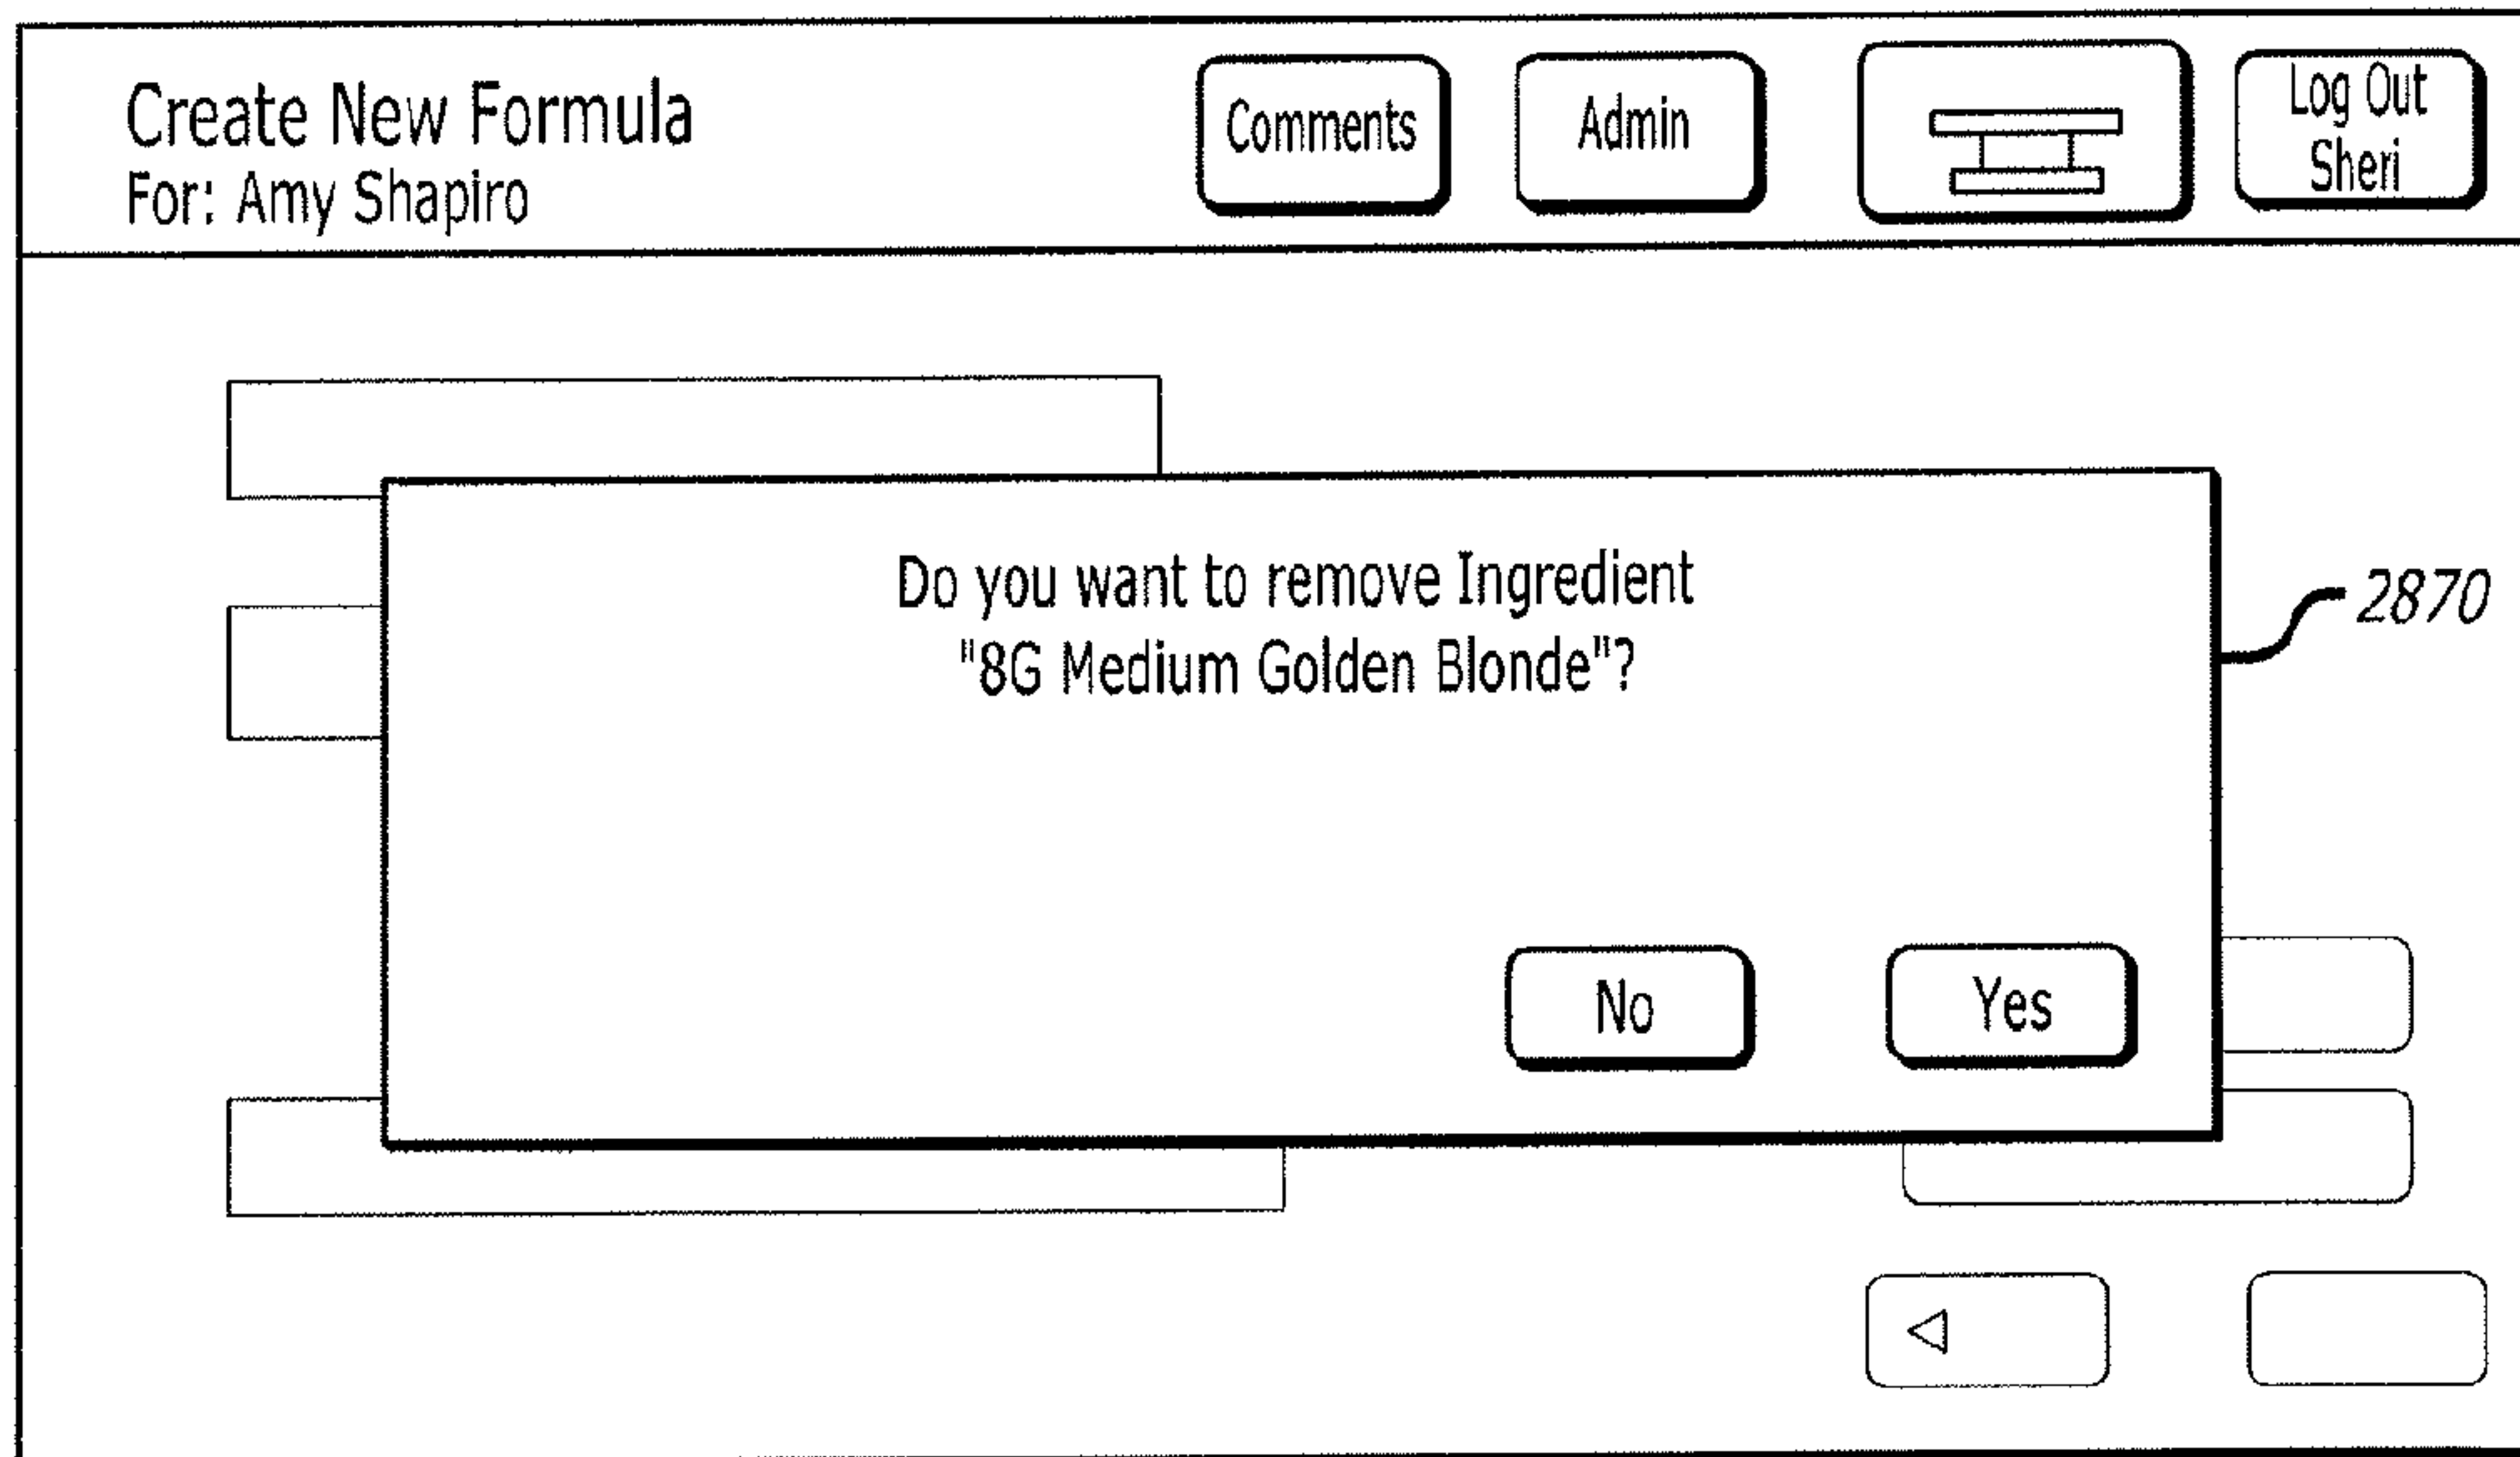 Create New Formula
For: Amy Shapiro
Comments
Admin
Log Out
Sheri
Do you want to remove Ingredient
"8G Medium Golden Blonde"?
2870
No
Yes